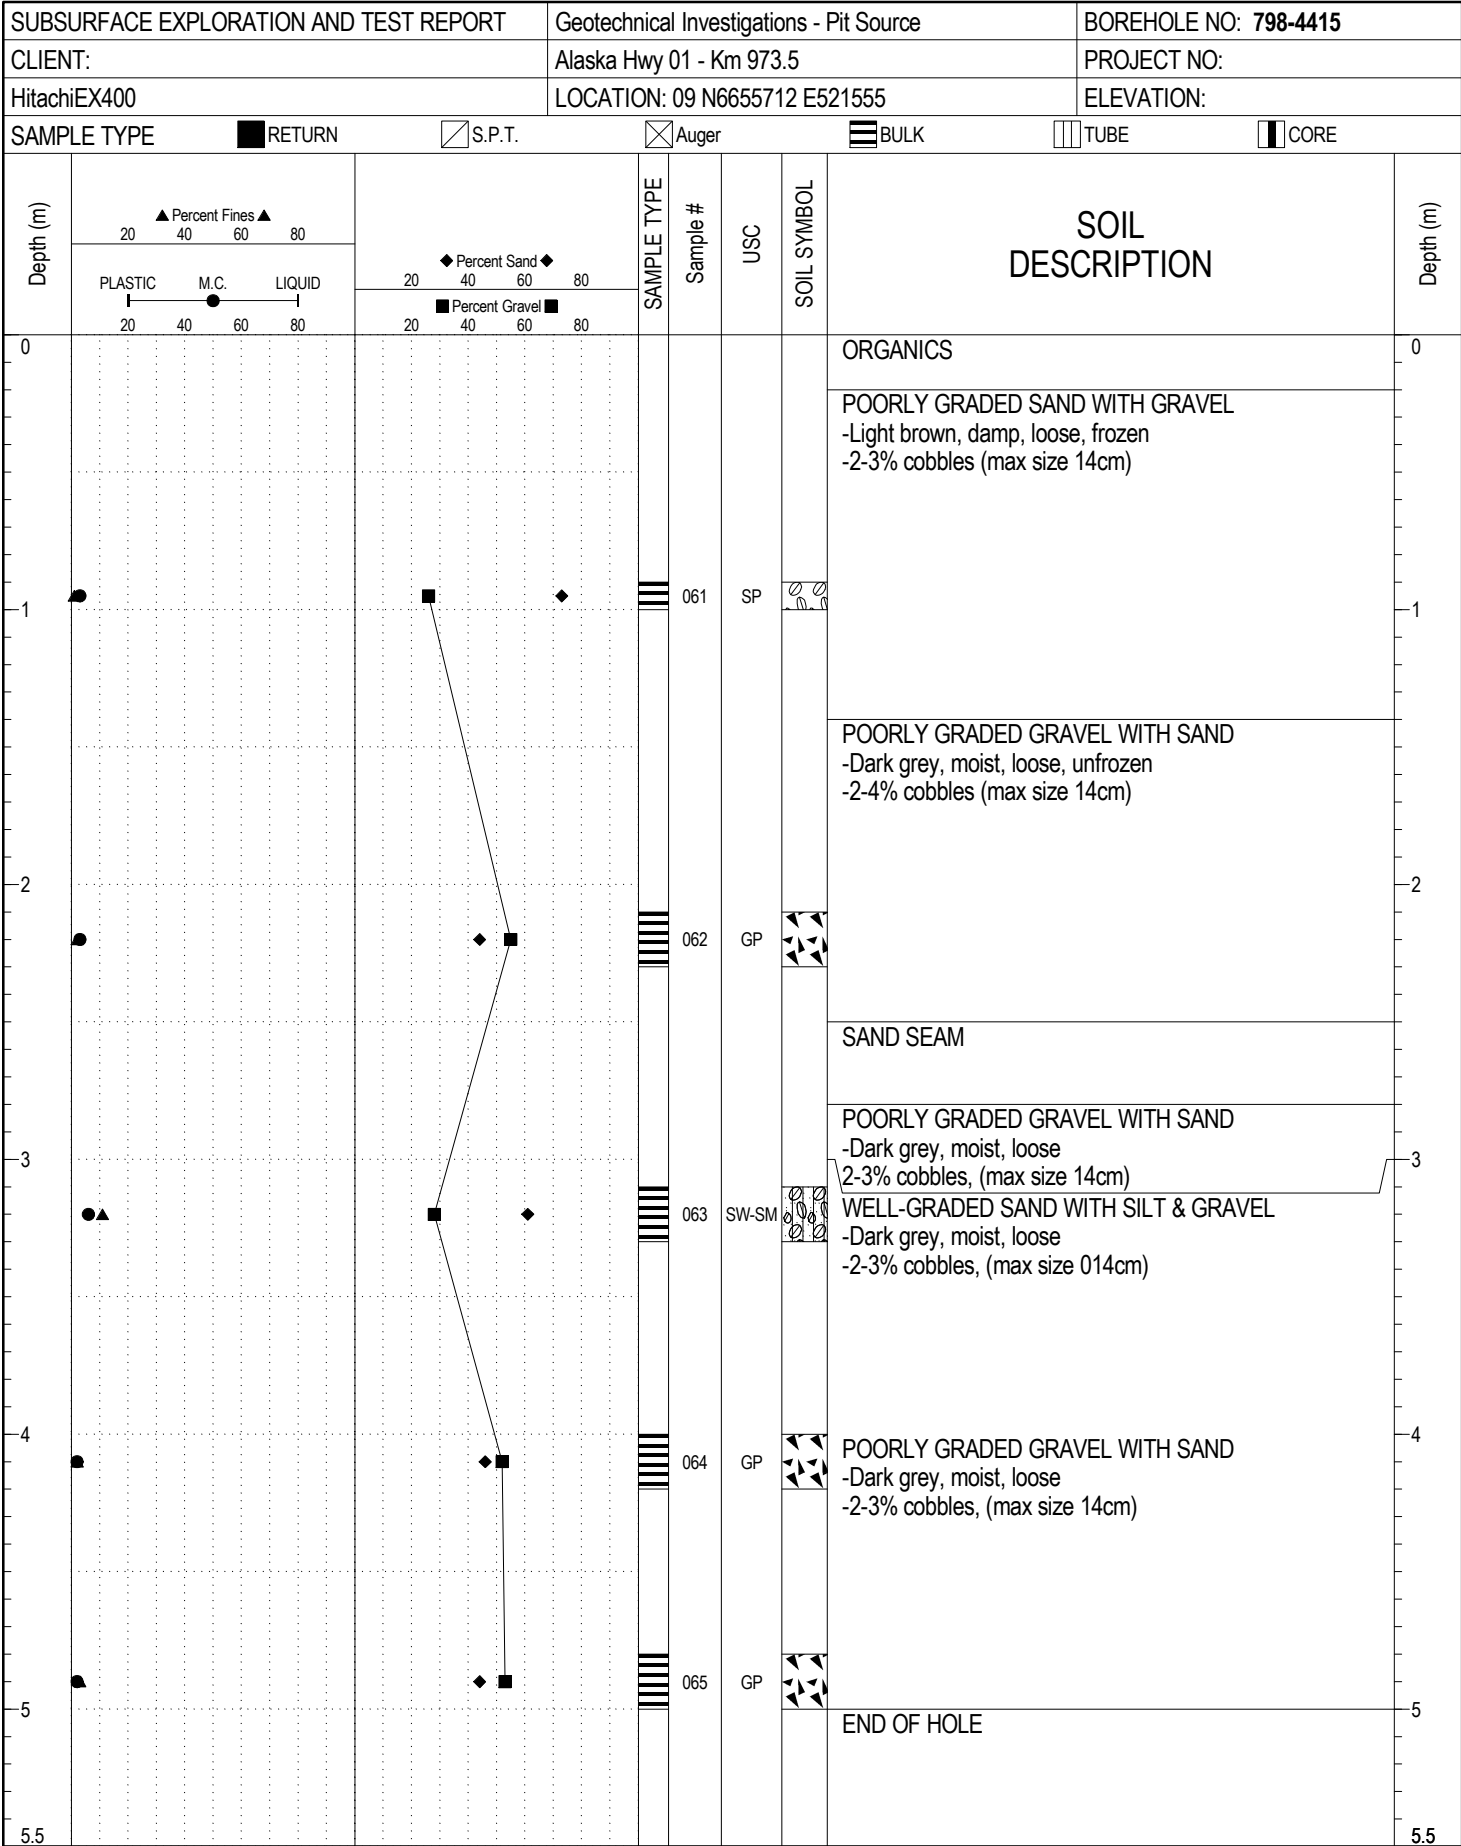 SUBSURFACE EXPLORATION AND TEST REPORT
Geotechnical Investigations - Pit Source
BOREHOLE NO: 798-4415
CLIENT:
Alaska Hwy 01 - Km 973.5
PROJECT NO:
HitachiEX400
LOCATION: 09 N6655712 E521555
ELEVATION:
SAMPLE TYPE
RETURN
S.P.T.
Auger
BULK
TUBE
CORE
Depth (m)
Percent Fines
20 40 60 80
PLASTIC M.C. LIQUID
20 40 60 80
Percent Sand
20 40 60 80
Percent Gravel
20 40 60 80
SAMPLE TYPE
Sample #
USC
SOIL SYMBOL
SOIL
DESCRIPTION
Depth (m)
0
ORGANICS
0
POORLY GRADED SAND WITH GRAVEL
-Light brown, damp, loose, frozen
-2-3% cobbles (max size 14cm)
061 SP
1
1
POORLY GRADED GRAVEL WITH SAND
-Dark grey, moist, loose, unfrozen
-2-4% cobbles (max size 14cm)
2
2
062 GP
SAND SEAM
POORLY GRADED GRAVEL WITH SAND
-Dark grey, moist, loose
2-3% cobbles, (max size 14cm)
3
3
063 SW-SM
WELL-GRADED SAND WITH SILT & GRAVEL
-Dark grey, moist, loose
-2-3% cobbles, (max size 014cm)
4
4
064 GP
POORLY GRADED GRAVEL WITH SAND
-Dark grey, moist, loose
-2-3% cobbles, (max size 14cm)
065 GP
5
5
END OF HOLE
5.5
5.5